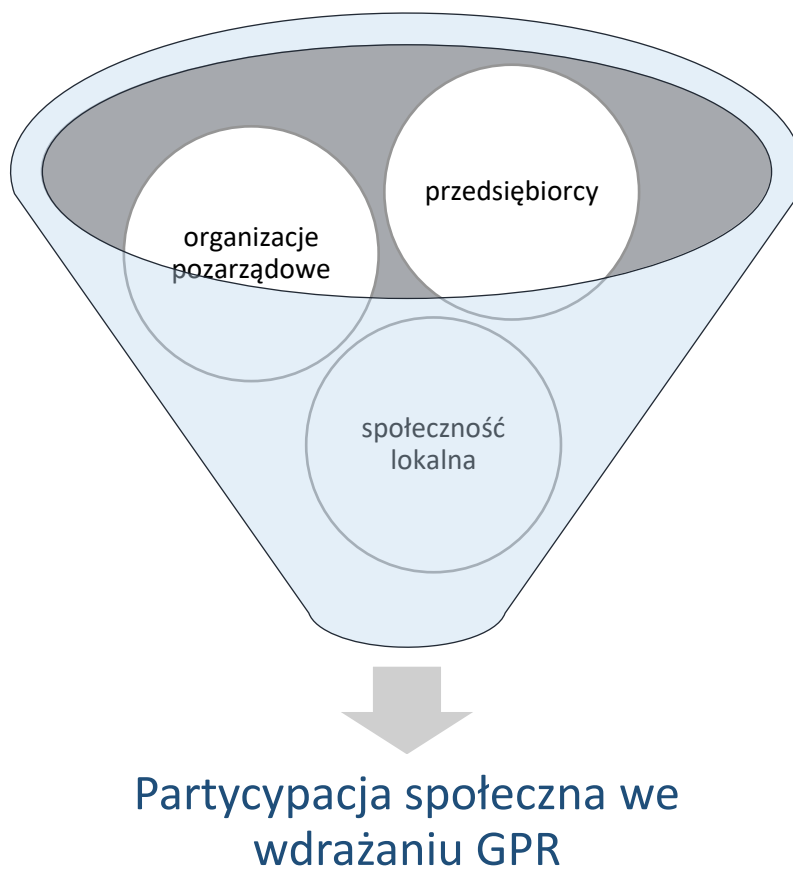 przedsiębiorcy
organizacje
pozarządowe
społeczność
lokalna
Partycypacja społeczna we
wdrażaniu GPR